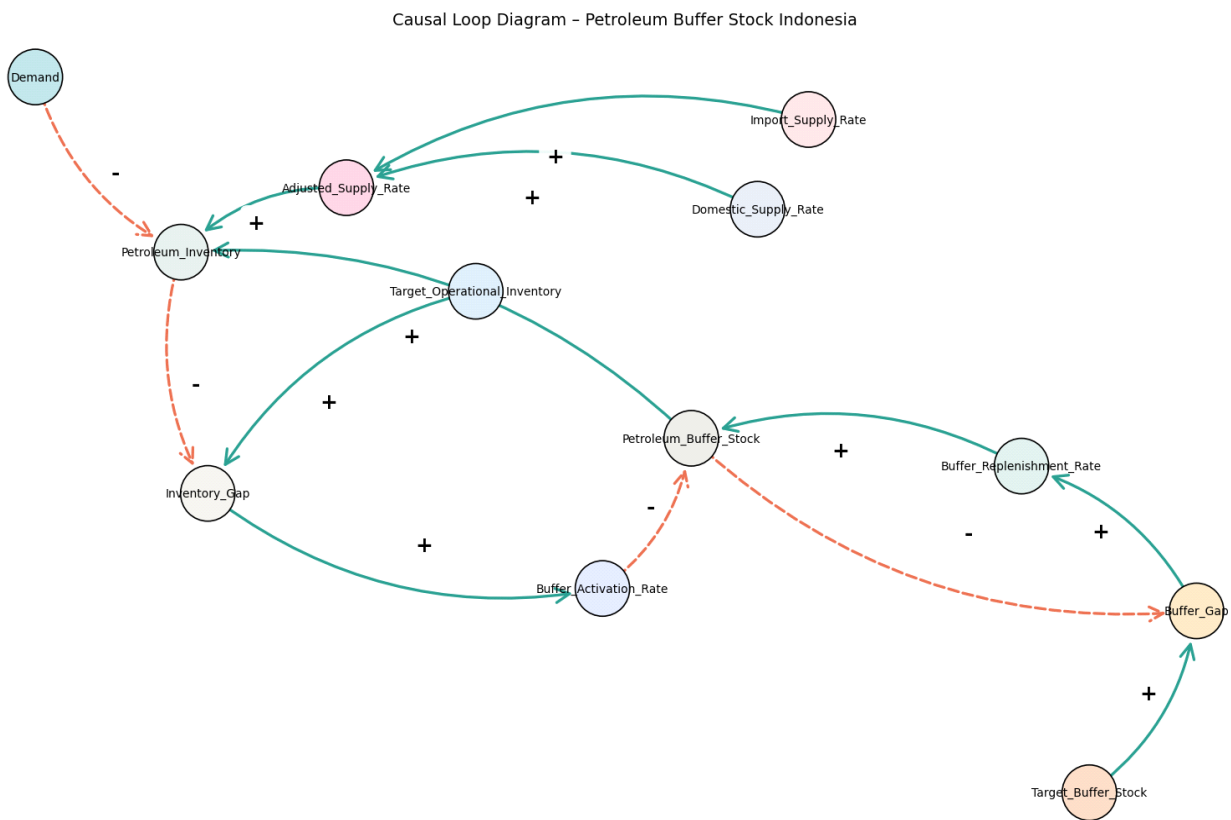 Causal Loop Diagram – Petroleum Buffer Stock Indonesia
Demand
Import_Supply_Rate
+
-
Adjusted_Supply_Rate
+
Domestic_Supply_Rate
+
Petroleum_Inventory
Target_Operational_Inventory
+
-
+
Petroleum_Buffer_Stock
+
Buffer_Replenishment_Rate
Inventory_Gap
-
-
+
+
Buffer_Activation_Rate
Buffer_Gap
+
Target_Buffer_Stock